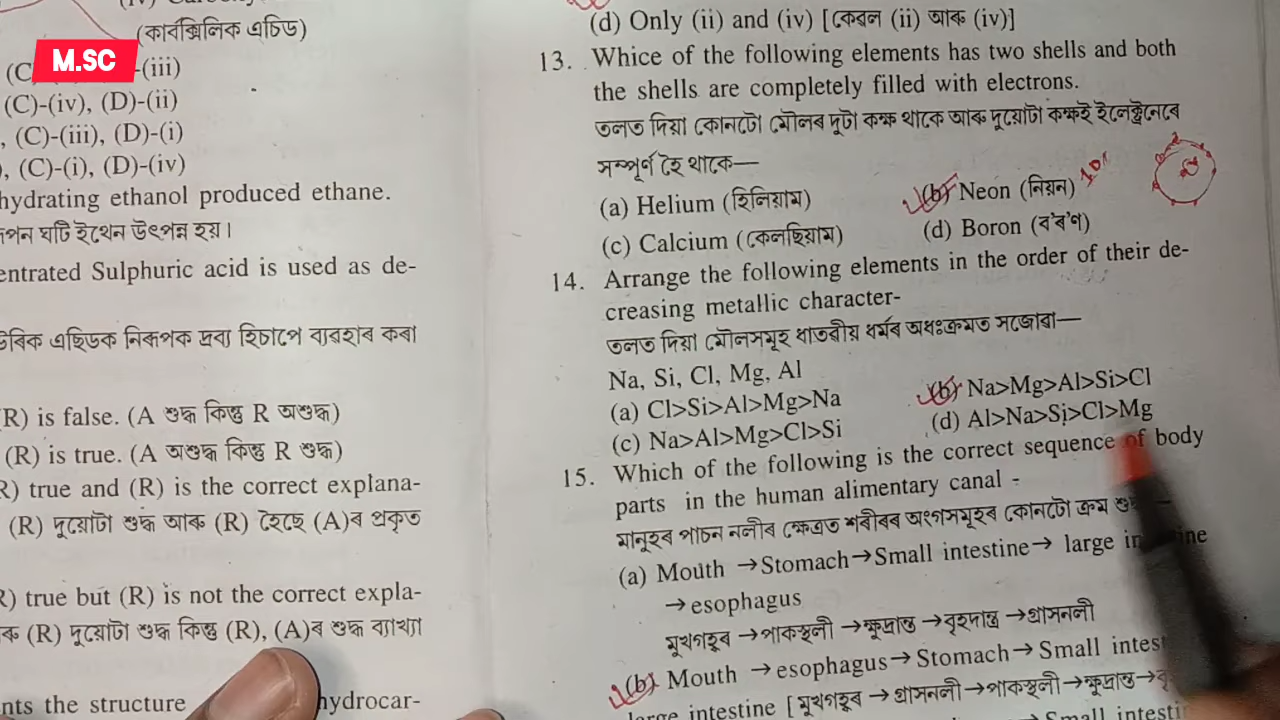 (কাৰ্বক্সিলিক এচিড)
M.SC
-(iii)
(C)-(iv), (D)-(ii)
, (C)-(iii), (D)-(i)
, (C)-(i), (D)-(iv)
hydrating ethanol produced ethane.
ঘটি ইথেন উৎপন্ন হয়।
entrated Sulphuric acid is used as de-
এছিডক নিৰূপক দ্ৰব্য হিচাপে ব্যৱহাৰ কৰা
(R) is false. (A শুদ্ধ কিন্তু R অশুদ্ধ)
(R) is true. (A অশুদ্ধ কিন্তু R শুদ্ধ)
R) true and (R) is the correct explana-
(R) দুয়োটা শুদ্ধ আৰু (R) হৈছে (A)ৰ প্ৰকৃত
R) true but (R) is not the correct expla-
ৰু (R) দুয়োটা শুদ্ধ কিন্তু (R), (A)ৰ শুদ্ধ ব্যাখ্যা
nts the structure hydrocar-
(d) Only (ii) and (iv) [কেৱল (ii) আৰু (iv)]
13. Whice of the following elements has two shells and both
the shells are completely filled with electrons.
তলত দিয়া কোনটো মৌলৰ দুটা কক্ষ থাকে আৰু দুয়োটা কক্ষই ইলেক্ট্ৰনেৰে
সম্পূৰ্ণ হৈ থাকে—
(a) Helium (হিলিয়াম) (b) Neon (নিয়ন)
(c) Calcium (কেলছিয়াম) (d) Boron (ব'ৰ'ণ)
14. Arrange the following elements in the order of their de-
creasing metallic character-
তলত দিয়া মৌলসমূহ ধাতৱীয় ধৰ্মৰ অধঃক্ৰমত সজোৱা—
Na, Si, Cl, Mg, Al
(a) Cl>Si>Al>Mg>Na (b) Na>Mg>Al>Si>Cl
(c) Na>Al>Mg>Cl>Si (d) Al>Na>Si>Cl>Mg
15. Which of the following is the correct sequence of body
parts in the human alimentary canal -
মানুহৰ পাচন নলীৰ ক্ষেত্ৰত শৰীৰৰ অংগসমূহৰ কোনটো ক্ৰম
(a) Mouth →Stomach→Small intestine→ large
→esophagus
মুখগহ্বৰ →পাকস্থলী →ক্ষুদ্ৰান্ত্ৰ →বৃহদান্ত্ৰ →গ্ৰাসনলী
(b) Mouth →esophagus→Stomach→Small
large intestine [মুখগহ্বৰ →গ্ৰাসনলী→পাকস্থলী→ক্ষুদ্ৰান্ত্ৰ→